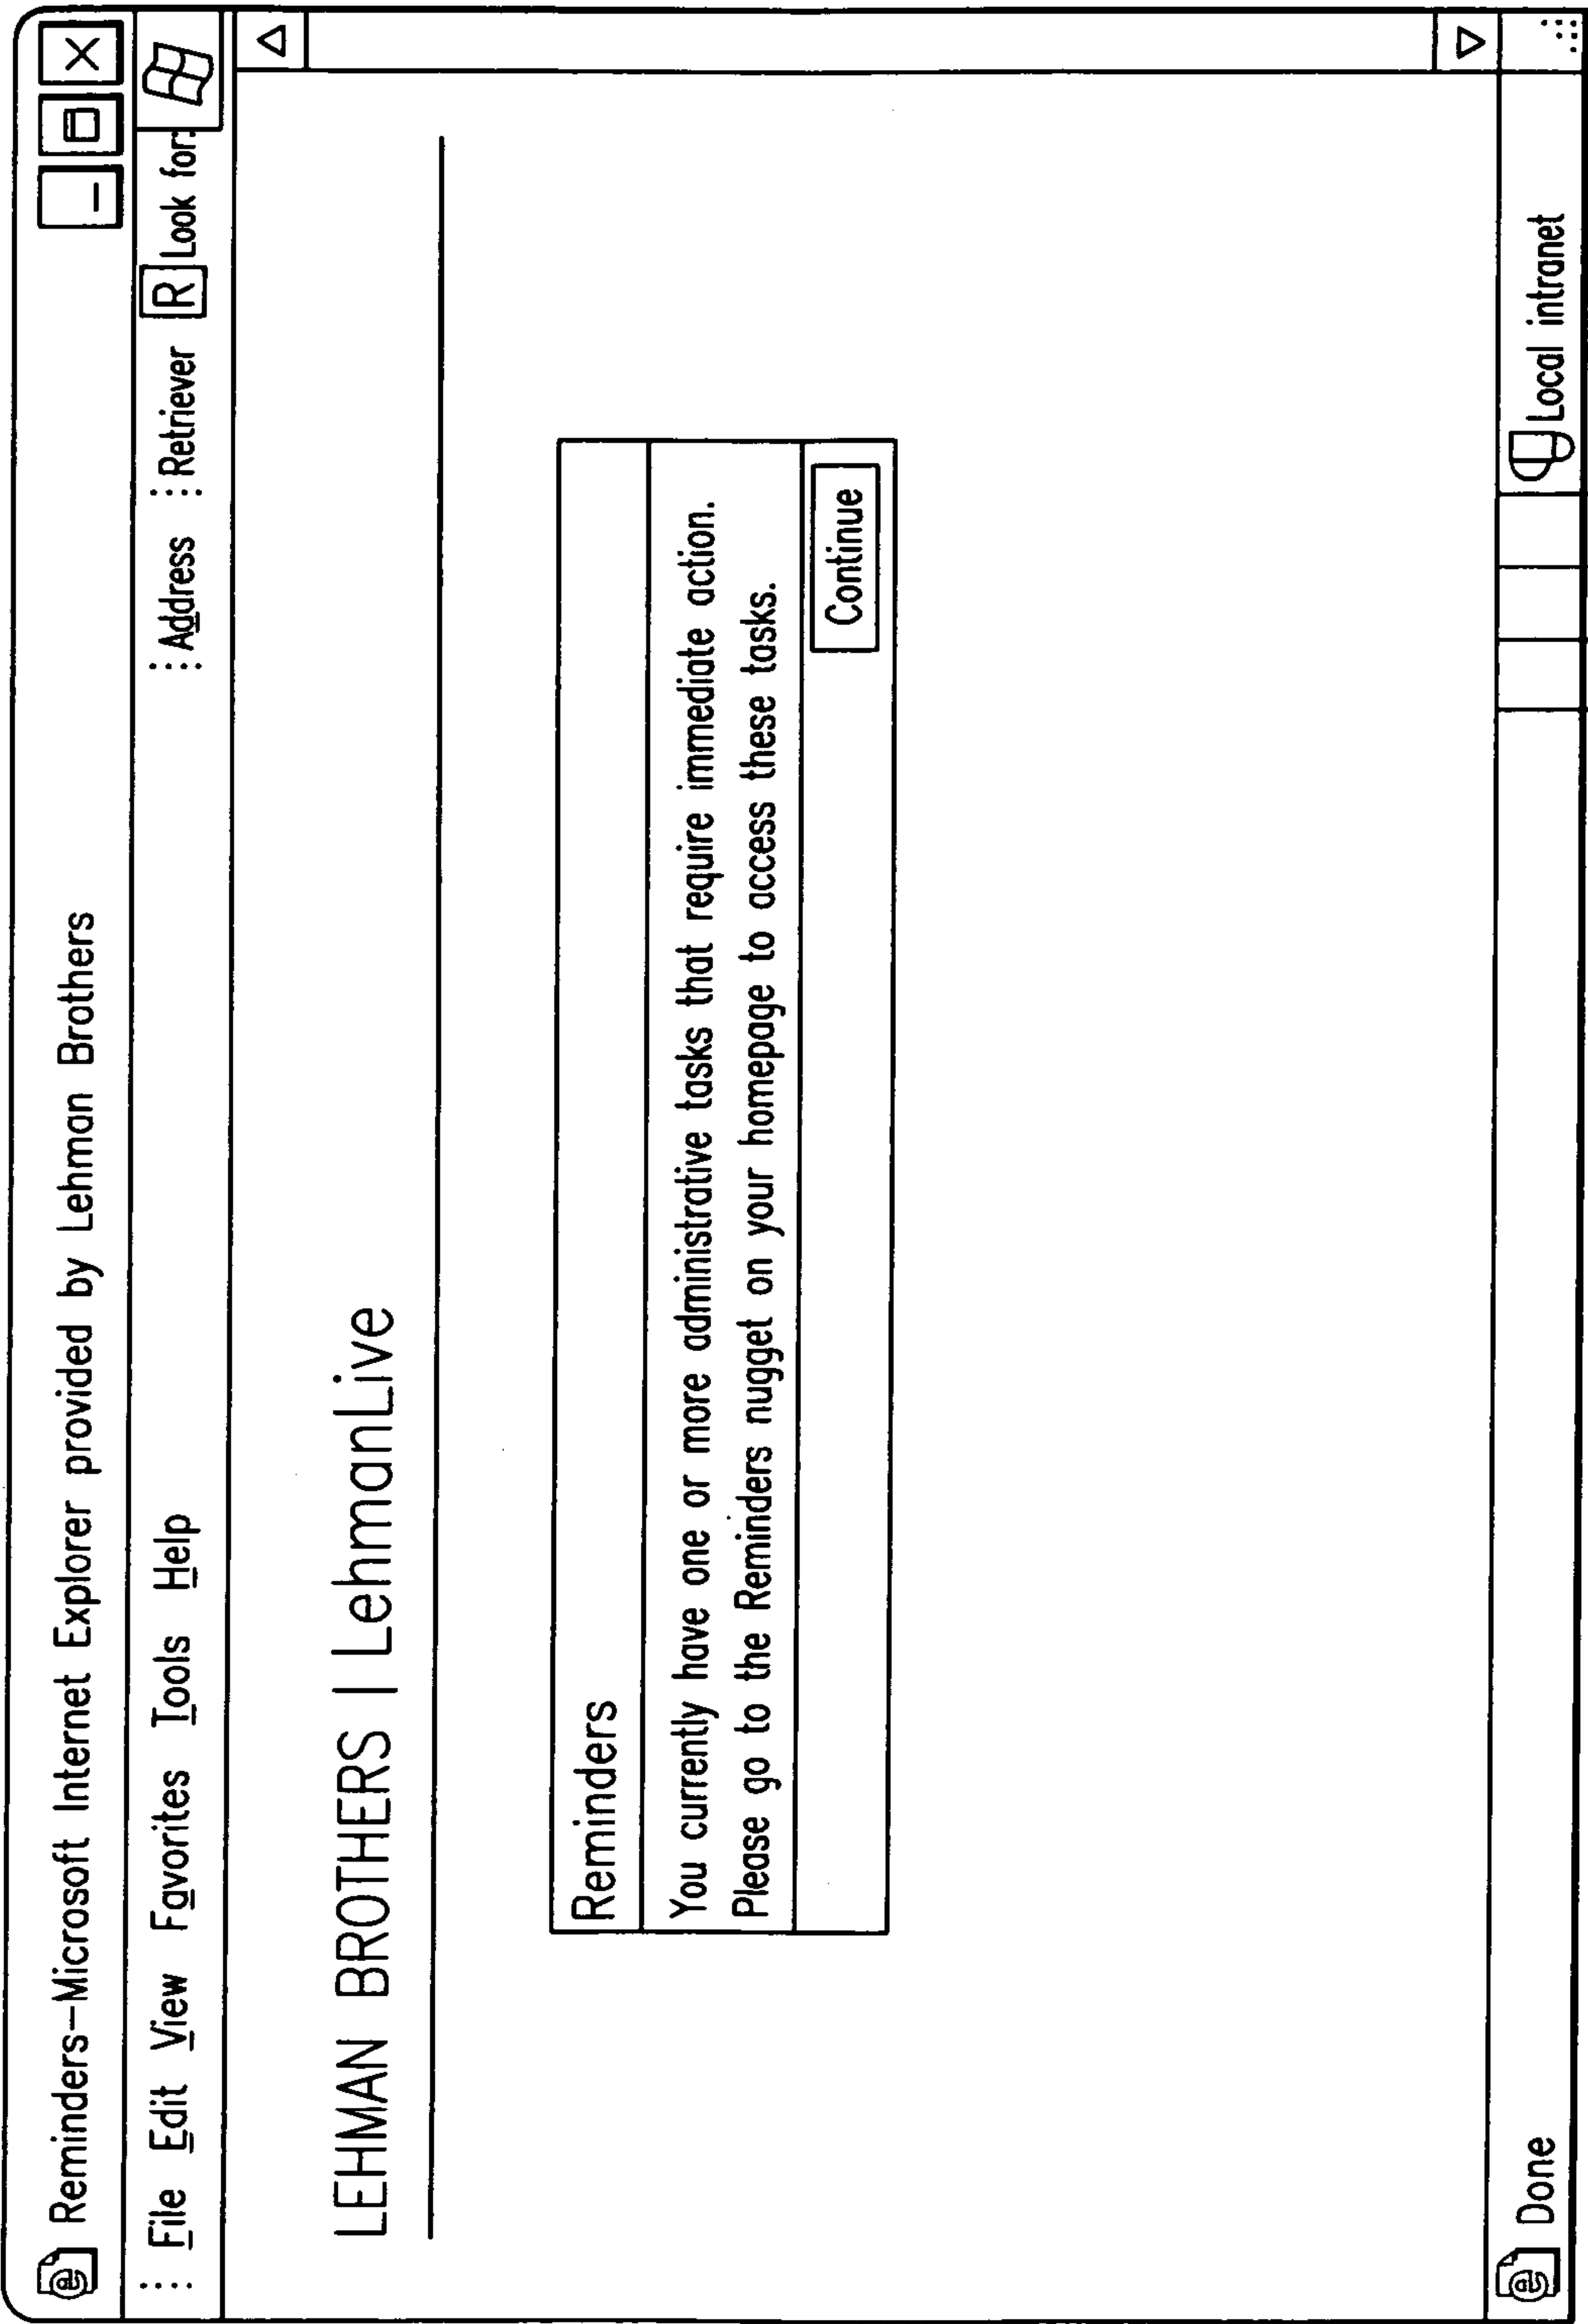 Reminders-Microsoft Internet Explorer provided by Lehman Brothers
File Edit View Favorites Tools Help Address Retriever R Look for:
LEHMAN BROTHERS | LehmanLive
Reminders
You currently have one or more administrative tasks that require immediate action.
Please go to the Reminders nugget on your homepage to access these tasks.
Continue
Done Local intranet